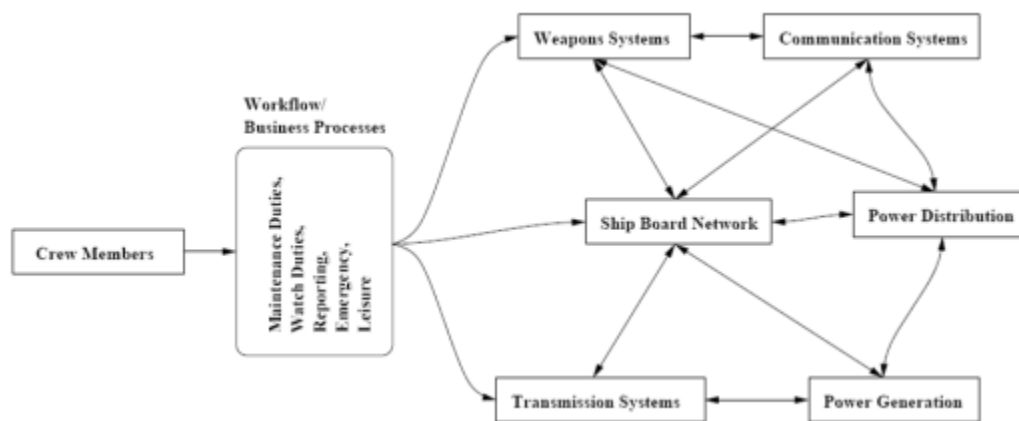 Weapons Systems
Communication Systems
Workflow/
Business Processes
Maintenance Duties,
Watch Duties,
Reporting,
Emergency,
Leisure
Crew Members
Ship Board Network
Power Distribution
Transmission Systems
Power Generation